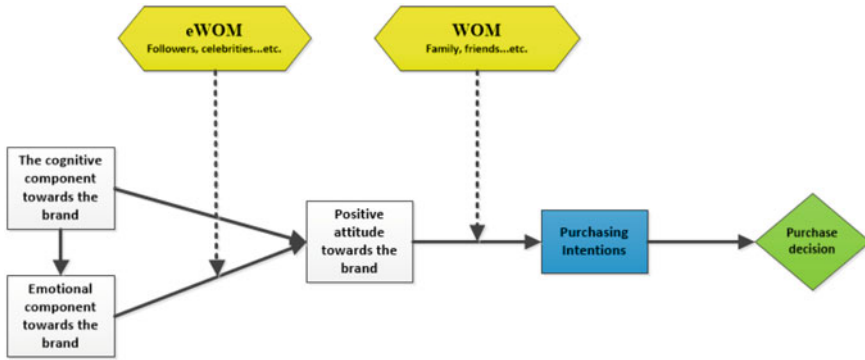 eWOM
Followers, celebrities...etc.
WOM
Family, friends...etc.
The cognitive
component
towards the
brand
Emotional
component
towards the
brand
Positive
attitude
towards the
brand
Purchasing
Intentions
Purchase
decision